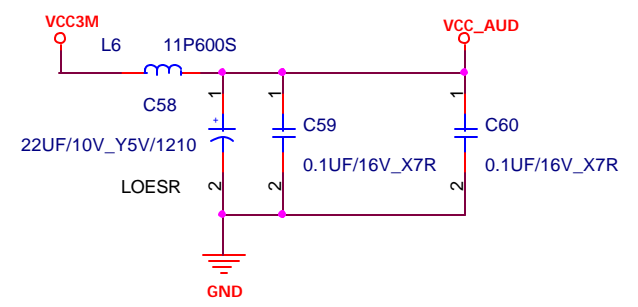 VCC3M
VCC_AUD
L6
11P600S
1
1
1
C58
+
C59
C60
22UF/10V_Y5V/1210
0.1UF/16V_X7R
0.1UF/16V_X7R
LOESR
2
2
2
GND